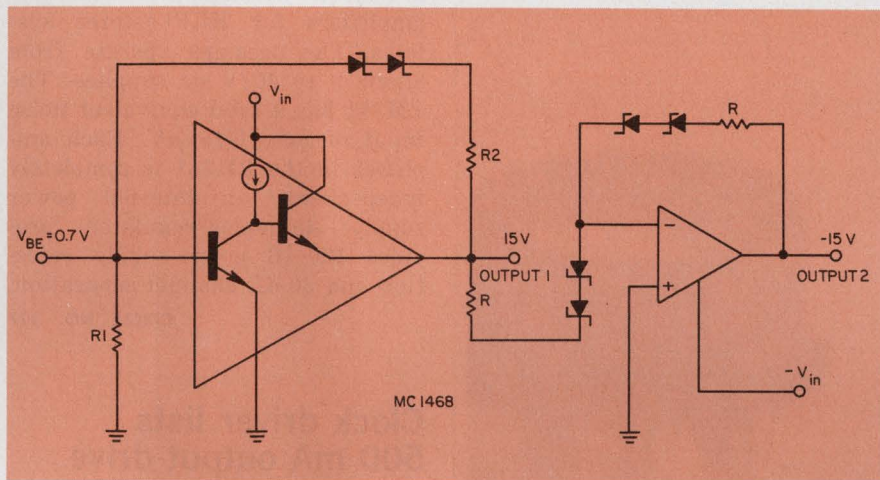 V_in
R2
R
V_BE = 0.7 V
15 V
OUTPUT 1
−
+
-15 V
OUTPUT 2
R
R1
MC 1468
- V_in